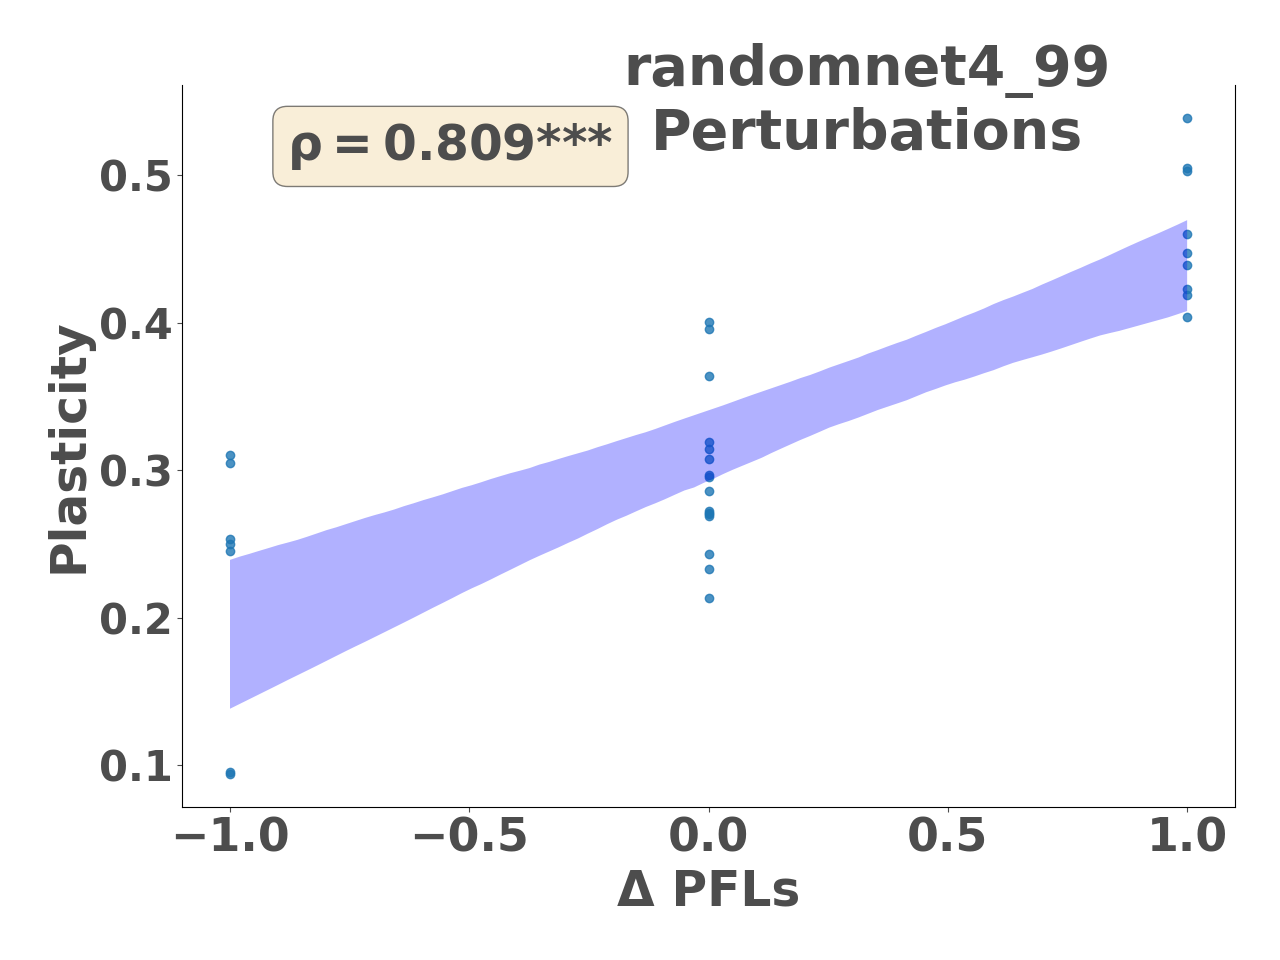 randomnet4_99
Perturbations
ρ = 0.809***
Plasticity
0.5
0.4
0.3
0.2
0.1
−1.0 −0.5 0.0 0.5 1.0
Δ PFLs